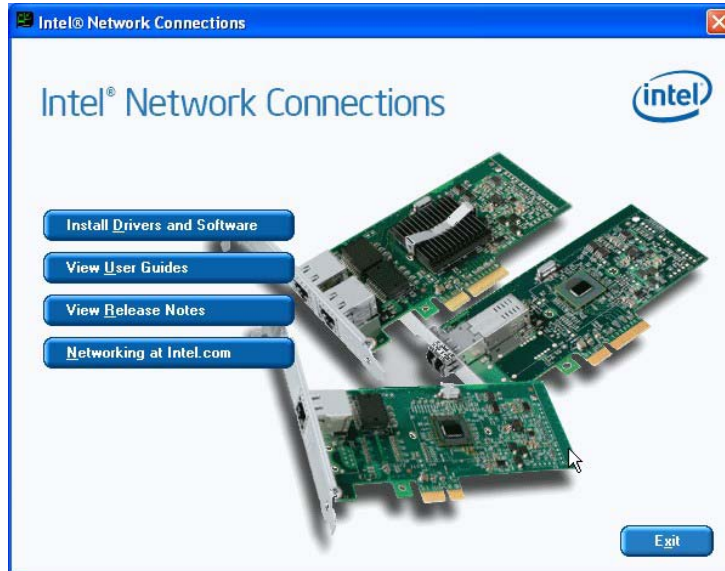 Intel® Network Connections
Intel® Network Connections
intel
Install Drivers and Software
View User Guides
View Release Notes
Networking at Intel.com
Exit